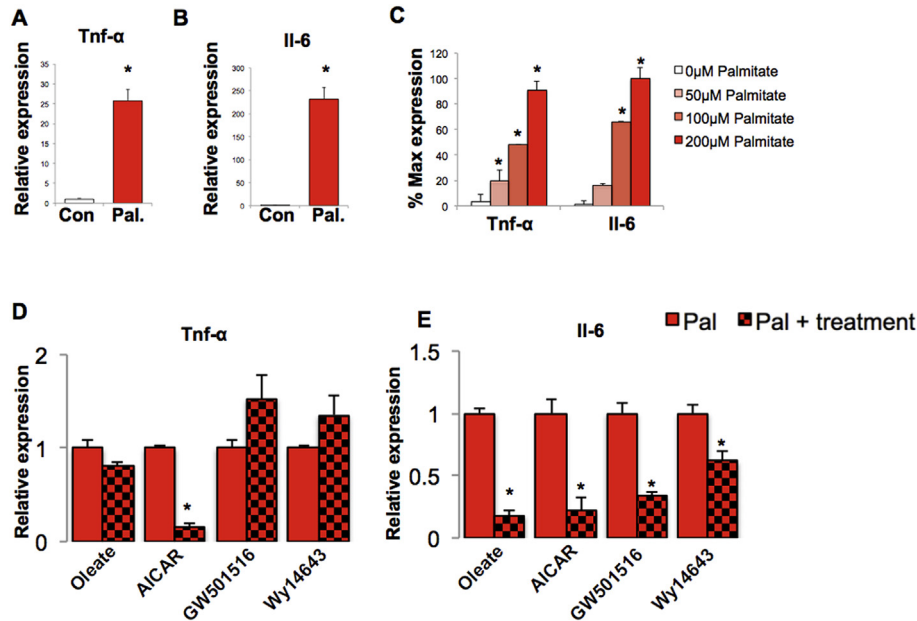 A
Tnf-α
Relative expression
35
30
25
20
15
10
5
0
*
Con Pal.
B
Il-6
Relative expression
300
250
200
150
100
50
0
*
Con Pal.
C
% Max expression
120
100
80
60
40
20
0
* * *
* *
Tnf-α Il-6
0µM Palmitate
50µM Palmitate
100µM Palmitate
200µM Palmitate
D
Tnf-α
Relative expression
2
1
0
*
Oleate
AICAR
GW501516
Wy14643
E
Il-6
Pal Pal + treatment
Relative expression
1.5
1
0.5
0
* * * *
Oleate
AICAR
GW501516
Wy14643